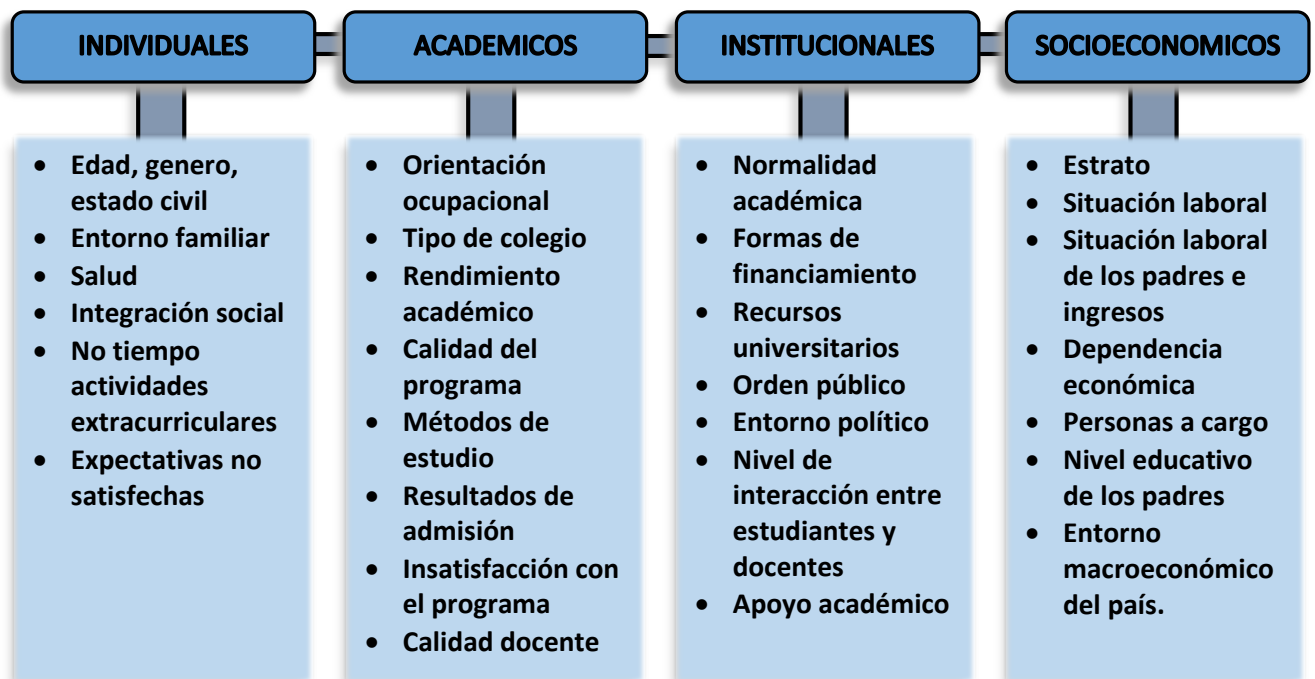 INDIVIDUALES
• Edad, genero,
estado civil
• Entorno familiar
• Salud
• Integración social
• No tiempo
actividades
extracurriculares
• Expectativas no
satisfechas
ACADEMICOS
• Orientación
ocupacional
• Tipo de colegio
• Rendimiento
académico
• Calidad del
programa
• Métodos de
estudio
• Resultados de
admisión
• Insatisfacción con
el programa
• Calidad docente
INSTITUCIONALES
• Normalidad
académica
• Formas de
financiamiento
• Recursos
universitarios
• Orden público
• Entorno político
• Nivel de
interacción entre
estudiantes y
docentes
• Apoyo académico
SOCIOECONOMICOS
• Estrato
• Situación laboral
• Situación laboral
de los padres e
ingresos
• Dependencia
económica
• Personas a cargo
• Nivel educativo
de los padres
• Entorno
macroeconómico
del país.